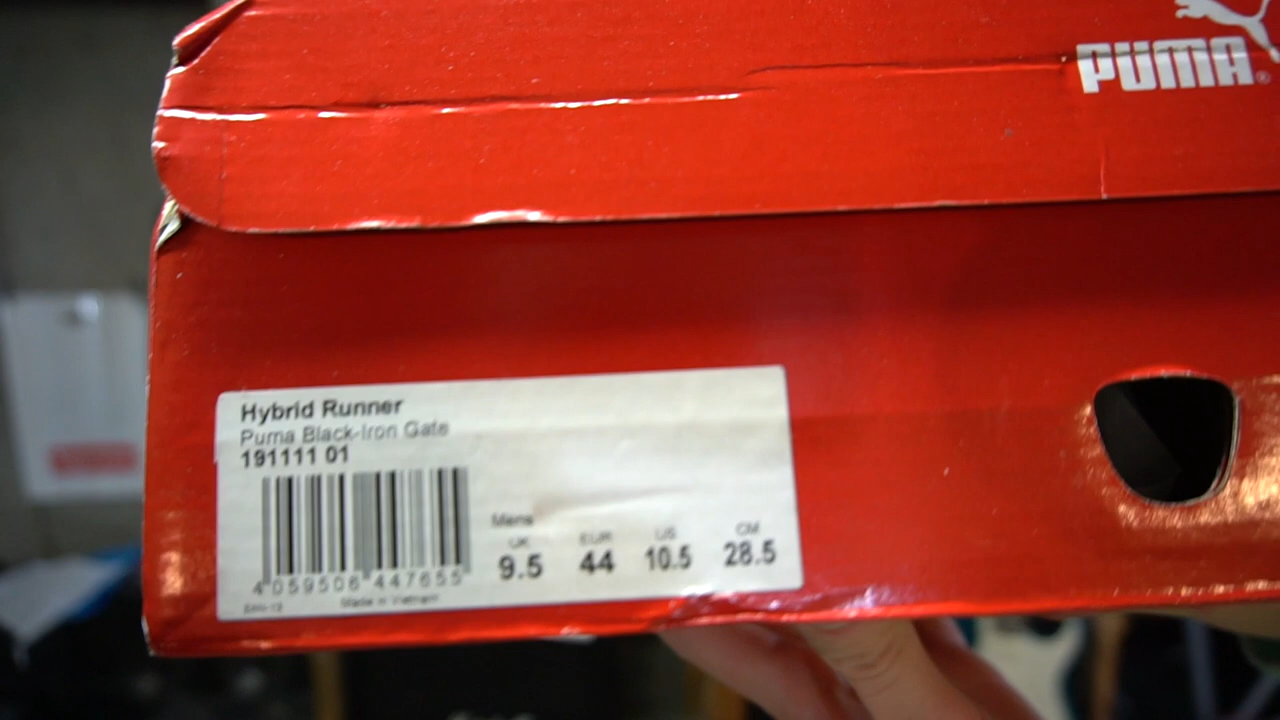 PUMA®
Hybrid Runner
Puma Black-Iron Gate
191111 01
Mens
UK EUR US CM
9.5 44 10.5 28.5
4 059506 447655
Made in Vietnam